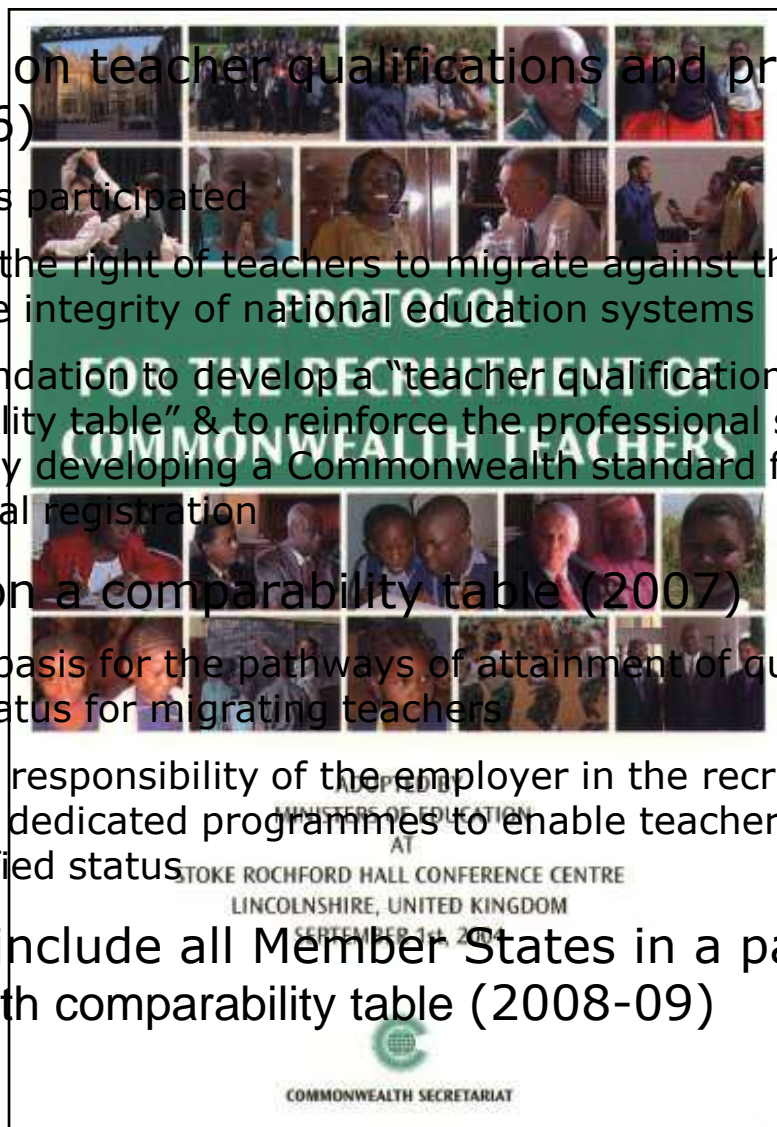 on teacher qualifications and pr
6)
s participated
the right of teachers to migrate against th
e integrity of national education systems
PROTOCOL
ndation to develop a “teacher qualification
FOR THE RECRUITMENT OF
lity table” & to reinforce the professional s
COMMONWEALTH TEACHERS
y developing a Commonwealth standard f
al registration
on a comparability table (2007)
basis for the pathways of attainment of qu
atus for migrating teachers
responsibility of the employer in the recr
ADOPTED BY
dedicated programmes to enable teacher
MINISTERS OF EDUCATION
AT
fied status
STOKE ROCHFORD HALL CONFERENCE CENTRE
LINCOLNSHIRE, UNITED KINGDOM
include all Member States in a pa
SEPTEMBER 1st, 2004
th comparability table (2008-09)
COMMONWEALTH SECRETARIAT